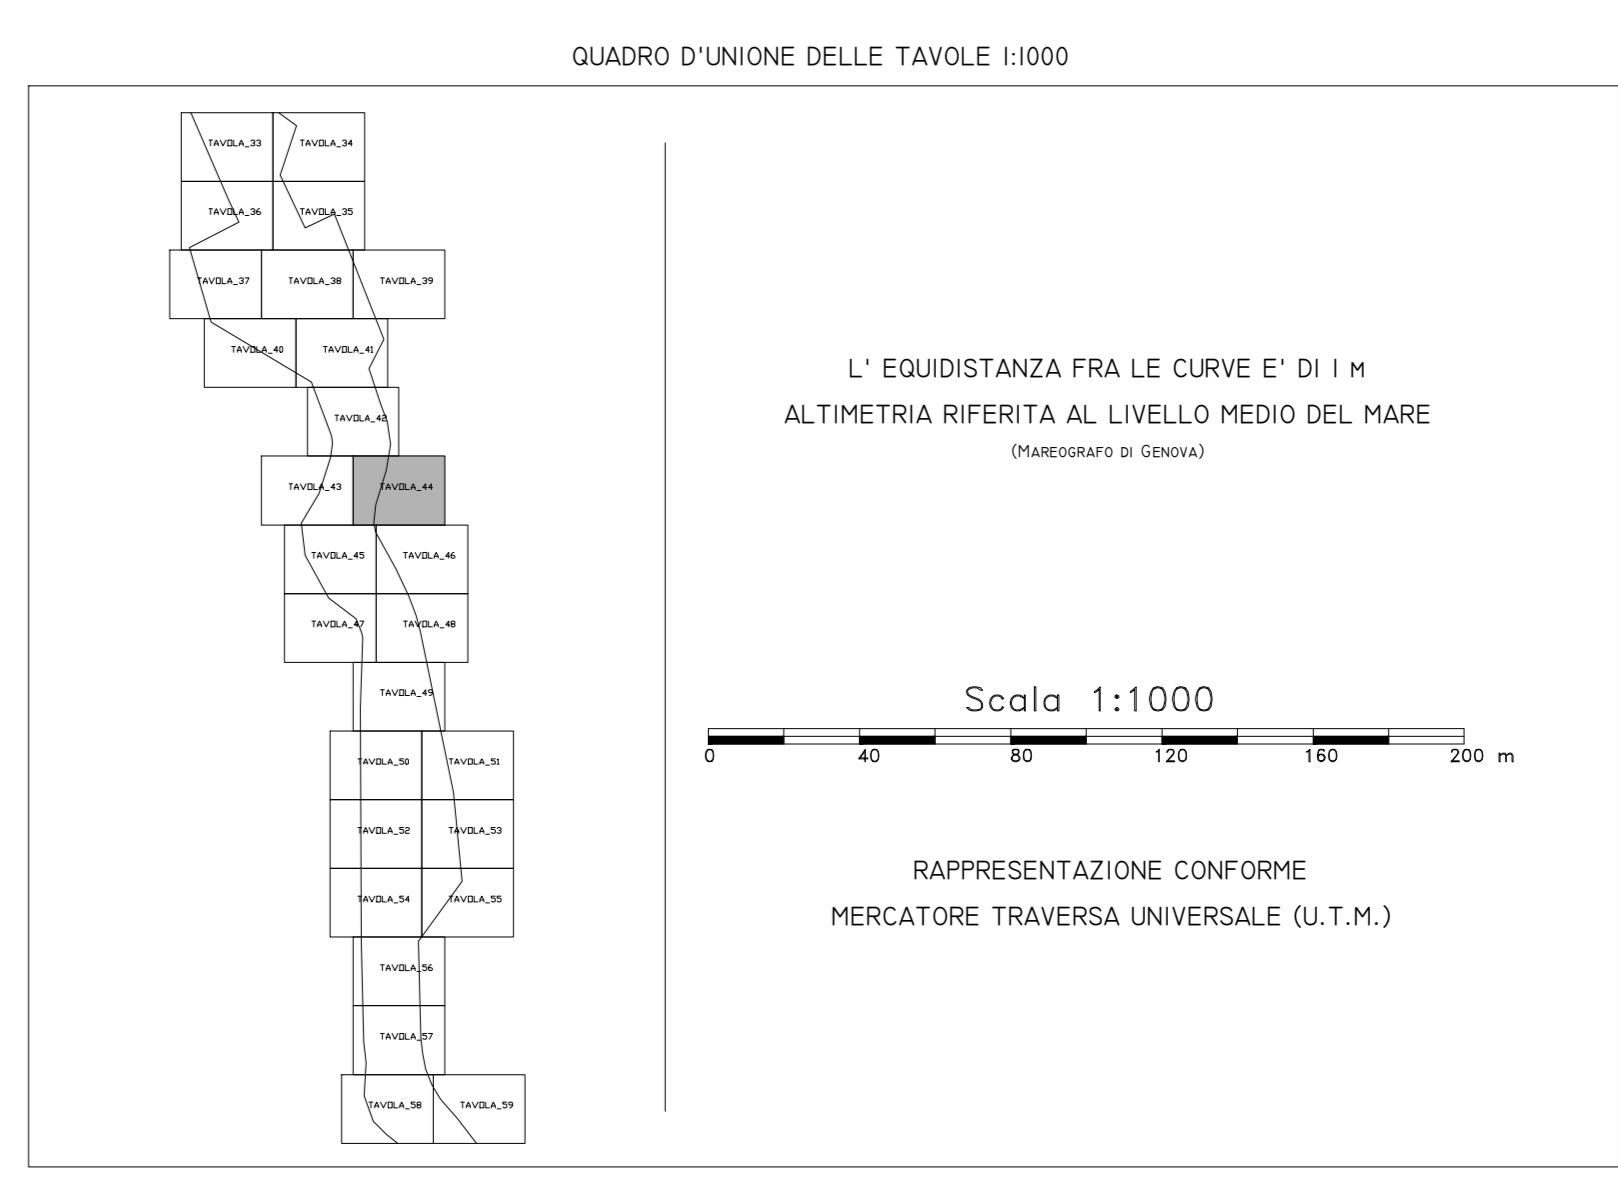 QUADRO D'UNIONE DELLE TAVOLE 1:1000
TAVOLA_33 TAVOLA_34
TAVOLA_36 TAVOLA_35
TAVOLA_37 TAVOLA_38 TAVOLA_39
TAVOLA_40 TAVOLA_41
TAVOLA_42
TAVOLA_43 TAVOLA_44
TAVOLA_45 TAVOLA_46
TAVOLA_47 TAVOLA_48
TAVOLA_49
TAVOLA_50 TAVOLA_51
TAVOLA_52 TAVOLA_53
TAVOLA_54 TAVOLA_55
TAVOLA_56
TAVOLA_57
TAVOLA_58 TAVOLA_59
L' EQUIDISTANZA FRA LE CURVE E' DI 1 M
ALTIMETRIA RIFERITA AL LIVELLO MEDIO DEL MARE
(MAREOGRAFO DI GENOVA)
Scala 1:1000
0 40 80 120 160 200 m
RAPPRESENTAZIONE CONFORME
MERCATORE TRAVERSA UNIVERSALE (U.T.M.)